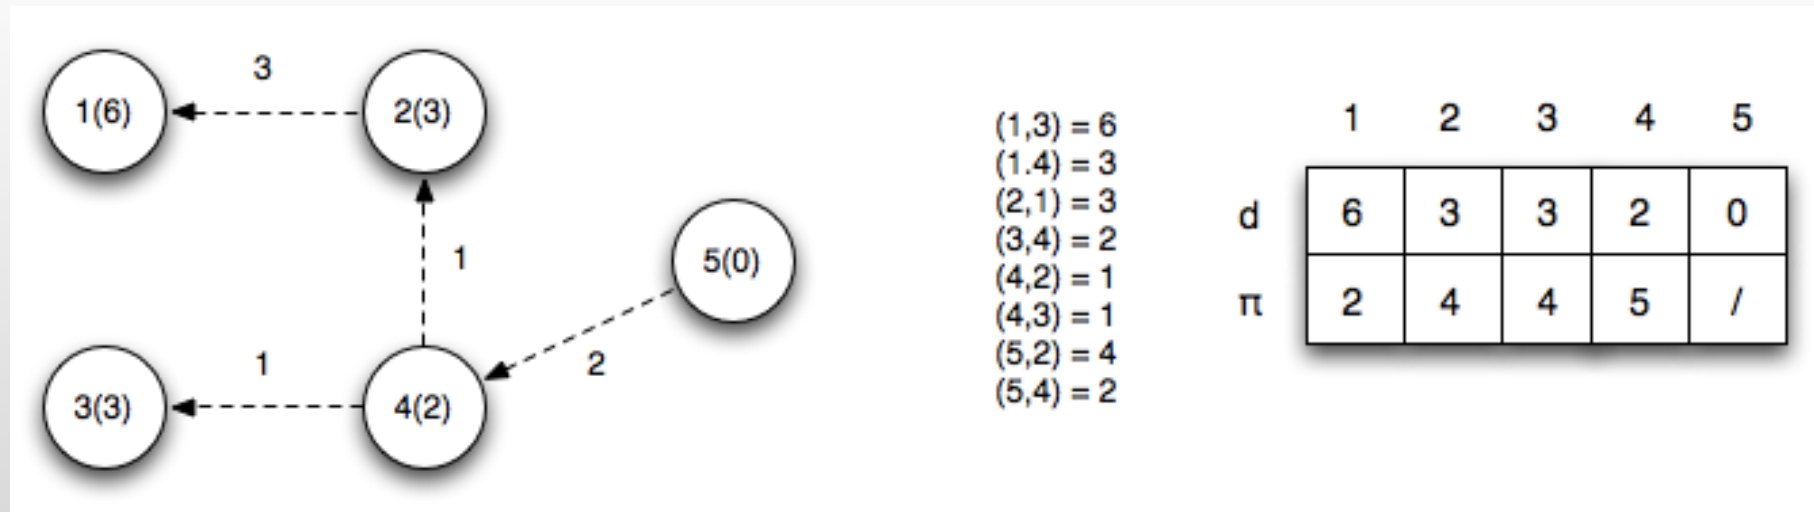 3
1(6)
2(3)
1
5(0)
1
2
3(3)
4(2)
(1,3) = 6
(1.4) = 3
(2,1) = 3
(3,4) = 2
(4,2) = 1
(4,3) = 1
(5,2) = 4
(5,4) = 2
1 2 3 4 5
d 6 3 3 2 0
π 2 4 4 5 /